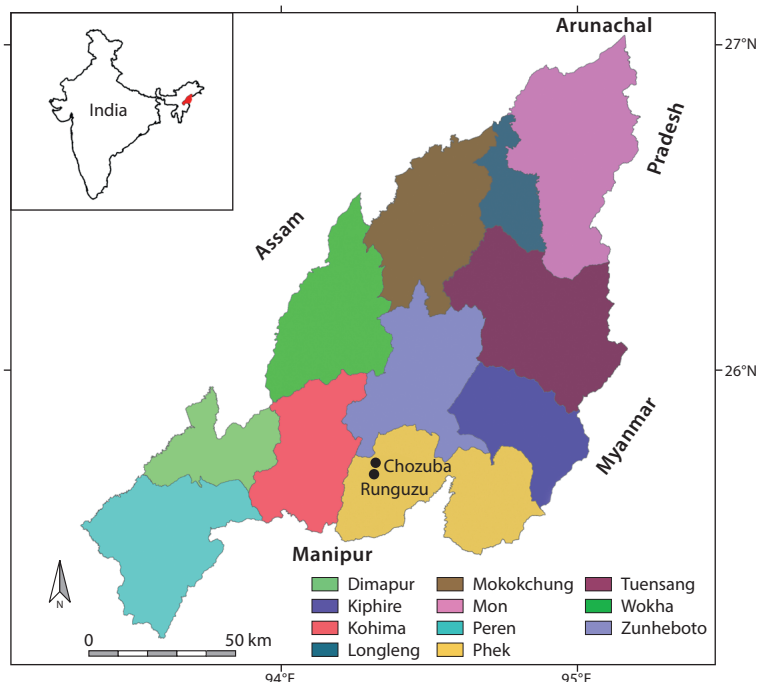 Arunachal
27°N
India
Pradesh
Assam
26°N
Myanmar
Chozuba
Runguzu
Manipur
Dimapur
Kiphire
Kohima
Longleng
Mokokchung
Mon
Peren
Phek
Tuensang
Wokha
Zunheboto
N
0 50 km
94°E 95°E